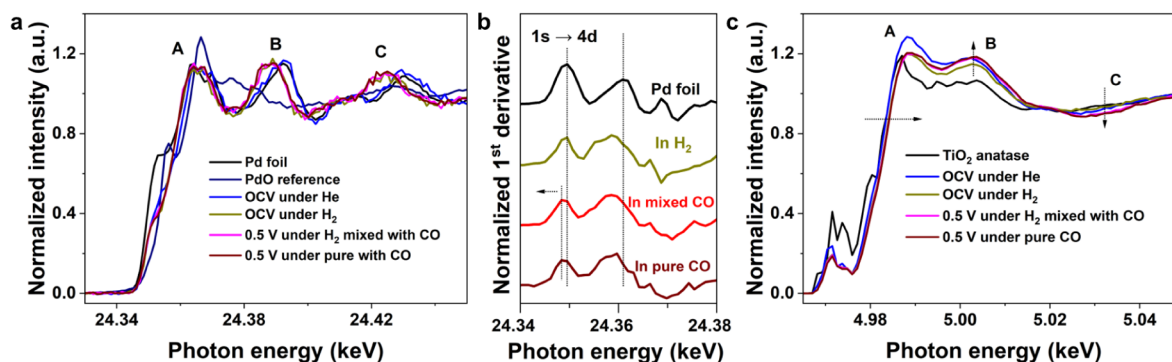 a
A
B
C
Normalized intensity (a.u.)
1.2
0.8
0.4
0.0
Pd foil
PdO reference
OCV under He
OCV under H₂
0.5 V under H₂ mixed with CO
0.5 V under pure with CO
24.34
24.38
24.42
Photon energy (keV)
b
1s → 4d
Normalized 1ˢᵗ derivative
Pd foil
In H₂
In mixed CO
In pure CO
24.34
24.36
24.38
Photon energy (keV)
c
A
B
C
Normalized intensity (a.u.)
1.2
0.8
0.4
0.0
TiO₂ anatase
OCV under He
OCV under H₂
0.5 V under H₂ mixed with CO
0.5 V under pure CO
4.98
5.00
5.02
5.04
Photon energy (keV)